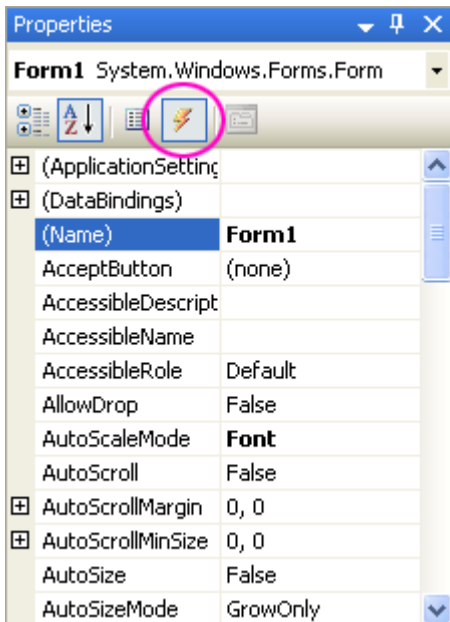 Properties
Form1 System.Windows.Forms.Form
A Z
(ApplicationSetting
(DataBindings)
(Name) Form1
AcceptButton (none)
AccessibleDescript
AccessibleName
AccessibleRole Default
AllowDrop False
AutoScaleMode Font
AutoScroll False
AutoScrollMargin 0, 0
AutoScrollMinSize 0, 0
AutoSize False
AutoSizeMode GrowOnly